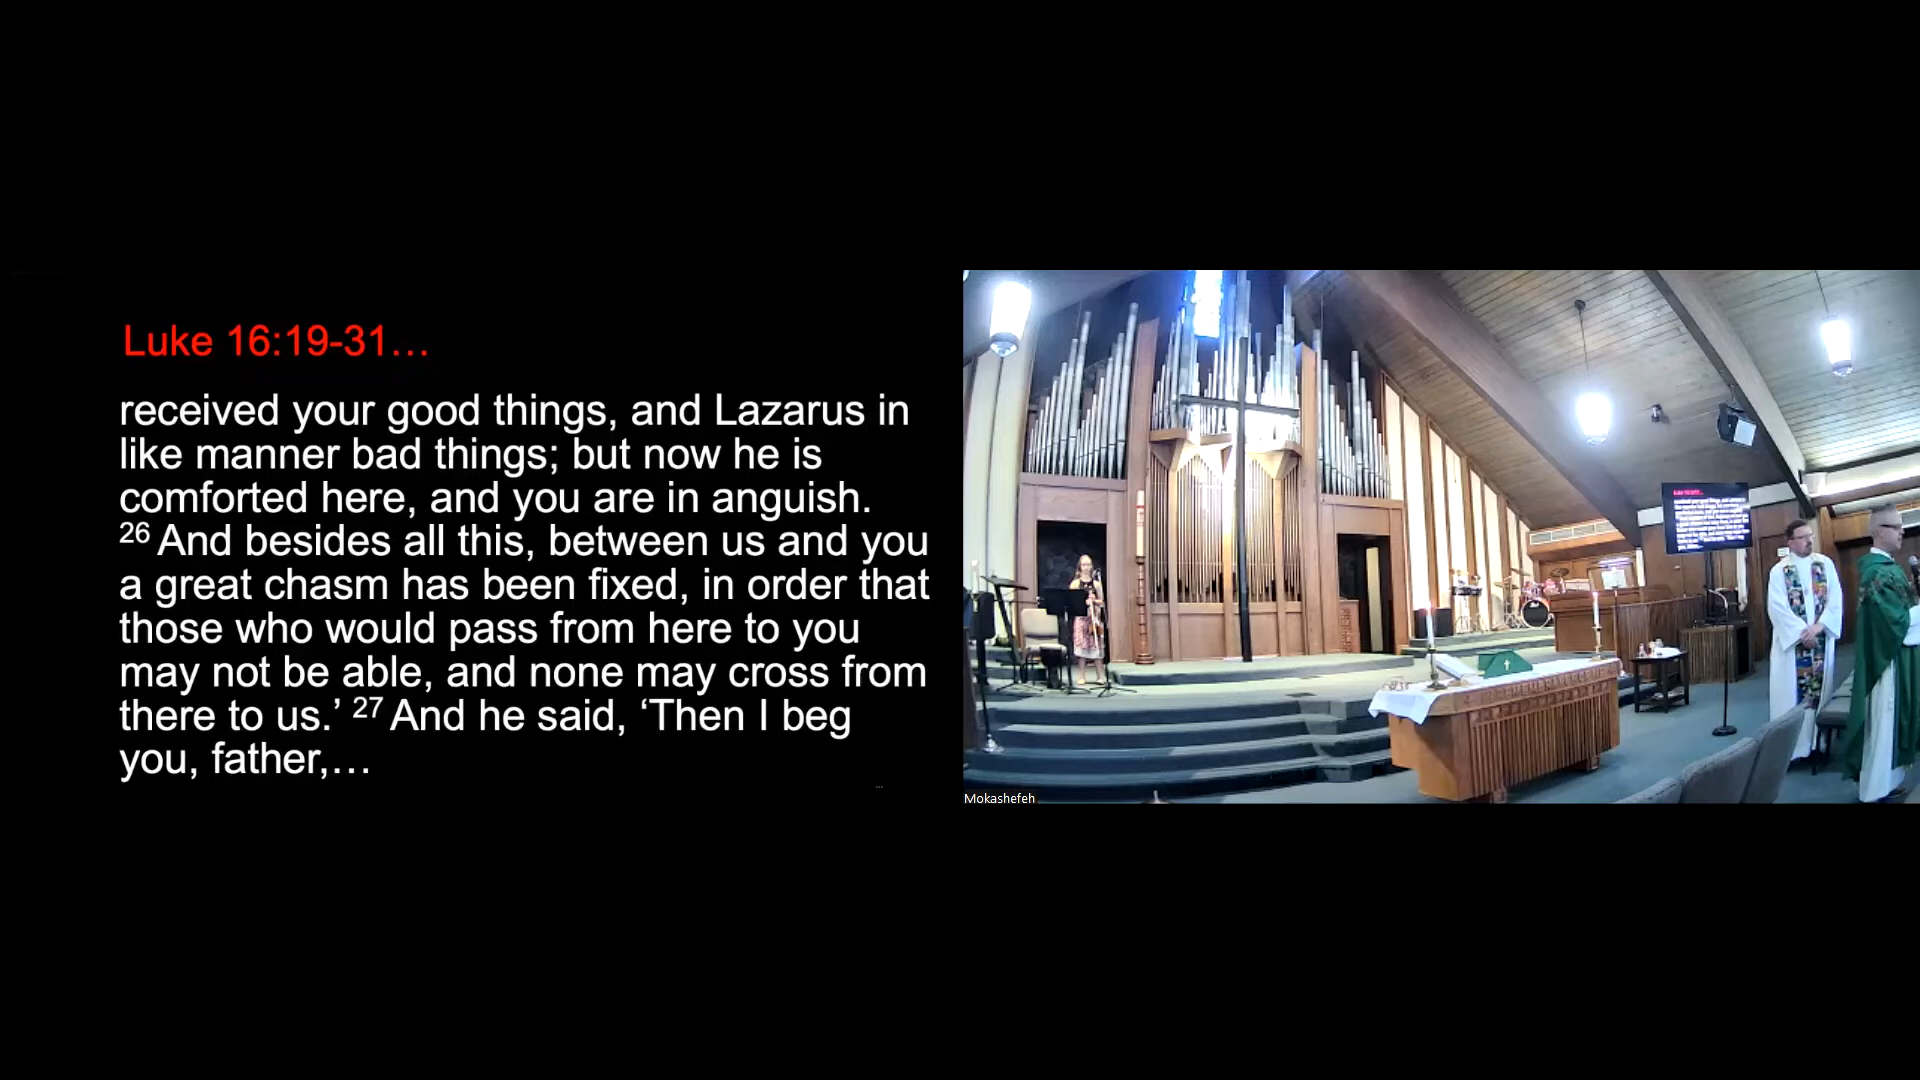 Luke 16:19-31…
received your good things, and Lazarus in
like manner bad things; but now he is
comforted here, and you are in anguish.
26 And besides all this, between us and you
a great chasm has been fixed, in order that
those who would pass from here to you
may not be able, and none may cross from
there to us.’ 27 And he said, ‘Then I beg
you, father,…
Mokashefeh